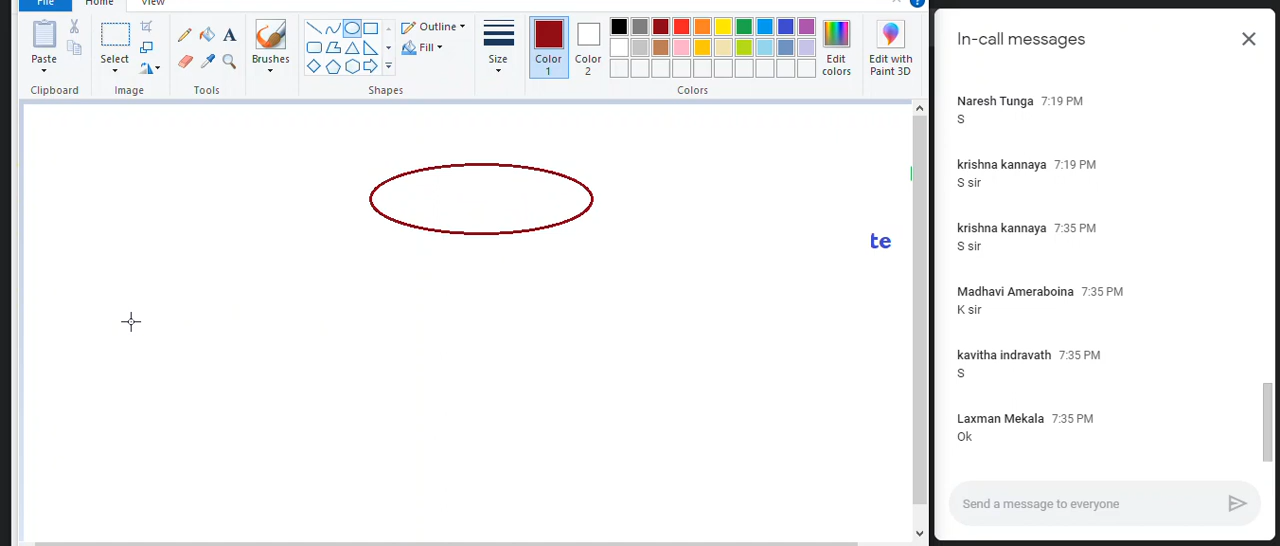 File Home View
Paste
Clipboard
Select
Image
A
Tools
Outline
Fill
Shapes
Brushes
Size
Color
1
Color
2
Colors
Edit
colors
Edit with
Paint 3D
te
In-call messages
Naresh Tunga 7:19 PM
S
krishna kannaya 7:19 PM
S sir
krishna kannaya 7:35 PM
S sir
Madhavi Ameraboina 7:35 PM
K sir
kavitha indravath 7:35 PM
S
Laxman Mekala 7:35 PM
Ok
Send a message to everyone